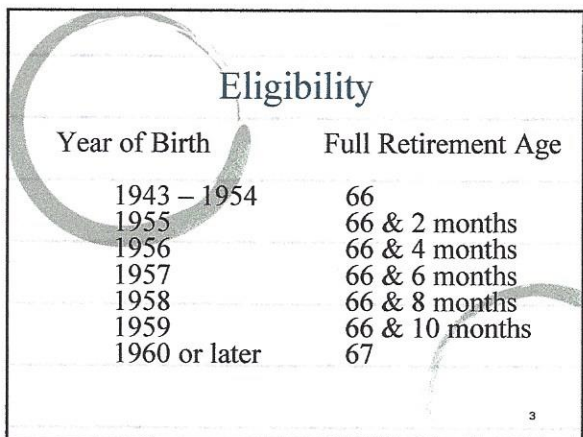 Eligibility
Year of Birth Full Retirement Age
1943 – 1954 66
1955 66 & 2 months
1956 66 & 4 months
1957 66 & 6 months
1958 66 & 8 months
1959 66 & 10 months
1960 or later 67
3